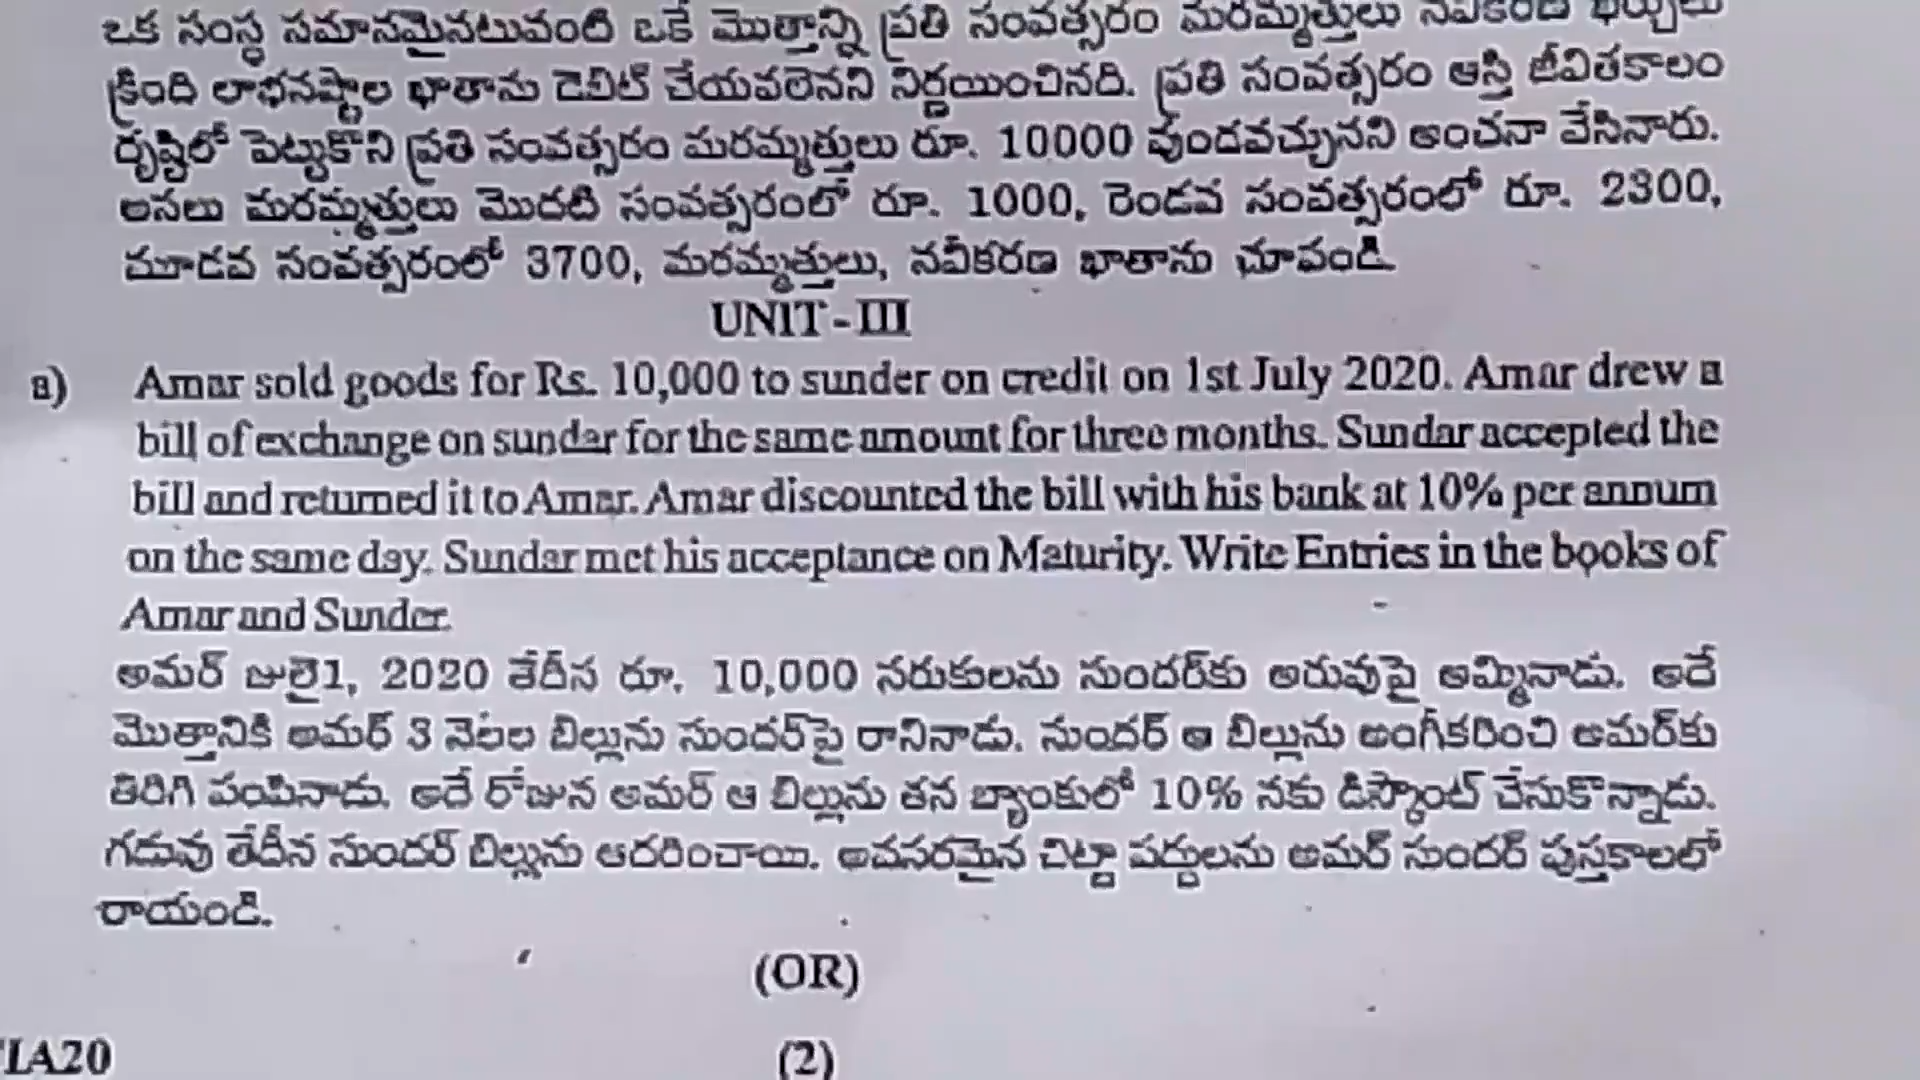 ఒక సంస్థ సమానమైనటువంటి ఒకే మొత్తాన్ని ప్రతి సంవత్సరం మరమ్మత్తులు
క్రింది లాభనష్టాల ఖాతాను డెబిట్ చేయవలెనని నిర్ణయించినది. ప్రతి సంవత్సరం ఆస్తి జీవితకాలం
దృష్టిలో పెట్యుకొని ప్రతి సంవత్సరం మరమ్మత్తులు రూ. 10000 వుండవచ్చునని అంచనా వేసినారు.
అసలు మరమ్మత్తులు మొదటి సంవత్సరంలో రూ. 1000, రెండవ సంవత్సరంలో రూ. 2300,
మూడవ సంవత్సరంలో 3700, మరమ్మత్తులు, నవీకరణ ఖాతాను చూపండి.
UNIT-III
a) Amar sold goods for Rs. 10,000 to sunder on credit on 1st July 2020. Amar drew a
bill of exchange on sundar for the same amount for three months. Sundar accepted the
bill and returned it to Amar. Amar discounted the bill with his bank at 10% per annum
on the same day. Sundar met his acceptance on Maturity. Write Entries in the books of
Amar and Sunder.
అమర్ జులై1, 2020 తేదీన రూ. 10,000 సరుకులను సుందర్‌కు అరువుపై అమ్మినాడు. అదే
మొత్తానికి అమర్ 3 నెలల బిల్లును సుందర్‌పై రాసినాడు. సుందర్ ఆ బిల్లును అంగీకరించి అమర్‌కు
తిరిగి పంపినాడు. అదే రోజున అమర్ ఆ బిల్లును తన బ్యాంకులో 10% నకు డిస్కౌంట్ చేసుకొన్నాడు.
గడువు తేదీన సుందర్ బిల్లును ఆదరించాయి. అవసరమైన చిట్టా పద్దులను అమర్ సుందర్ పుస్తకాలలో
రాయండి.
(OR)
IA20 (2)